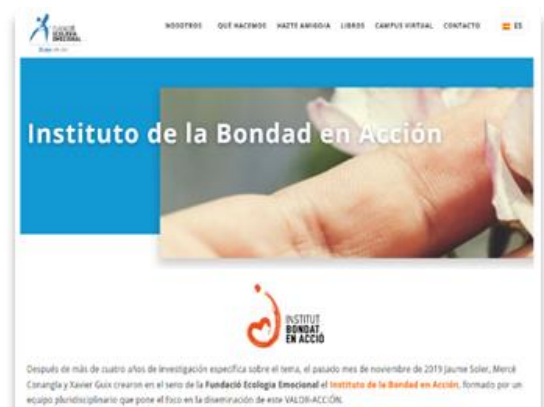 FUNDACIÓ
ECOLOGIA
EMOCIONAL
NOSOTROS QUÉ HACEMOS HAZTE AMIGO/A LIBROS CAMPUS VIRTUAL CONTACTO ES
Instituto de la Bondad en Acción
INSTITUT
BONDAT
EN ACCIÓ
Después de más de cuatro años de investigación específica sobre el tema, el pasado mes de noviembre de 2019 Jaume Soler, Mercè
Conangla y Xavier Guix crearon en el seno de la Fundació Ecologia Emocional el Instituto de la Bondad en Acción, formado por un
equipo pluridisciplinario que pone el foco en la diseminación de este VALOR-ACCIÓN.